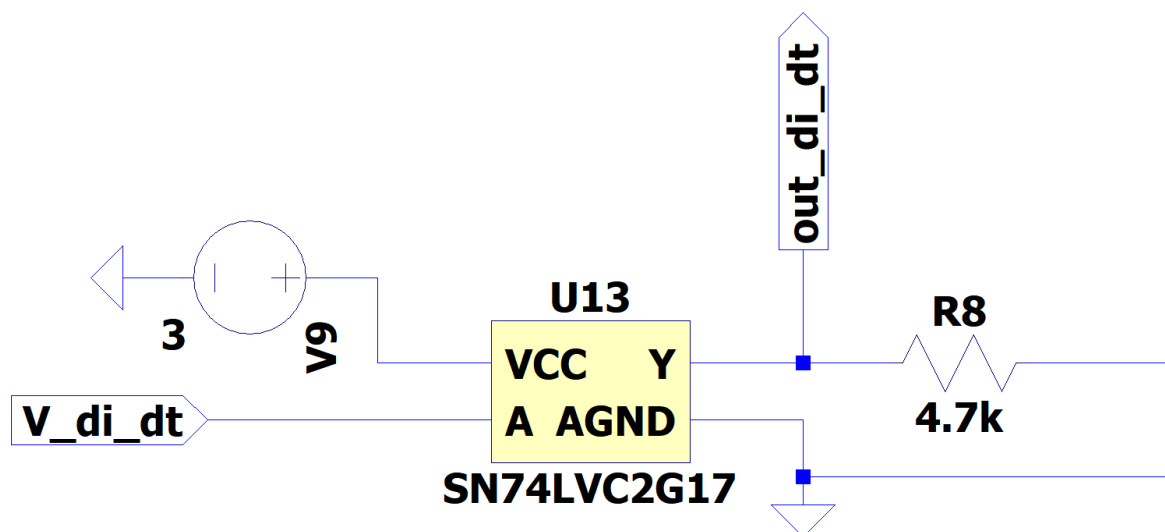 out_di_dt
3
V9
V_di_dt
U13
VCC Y
A AGND
SN74LVC2G17
R8
4.7k